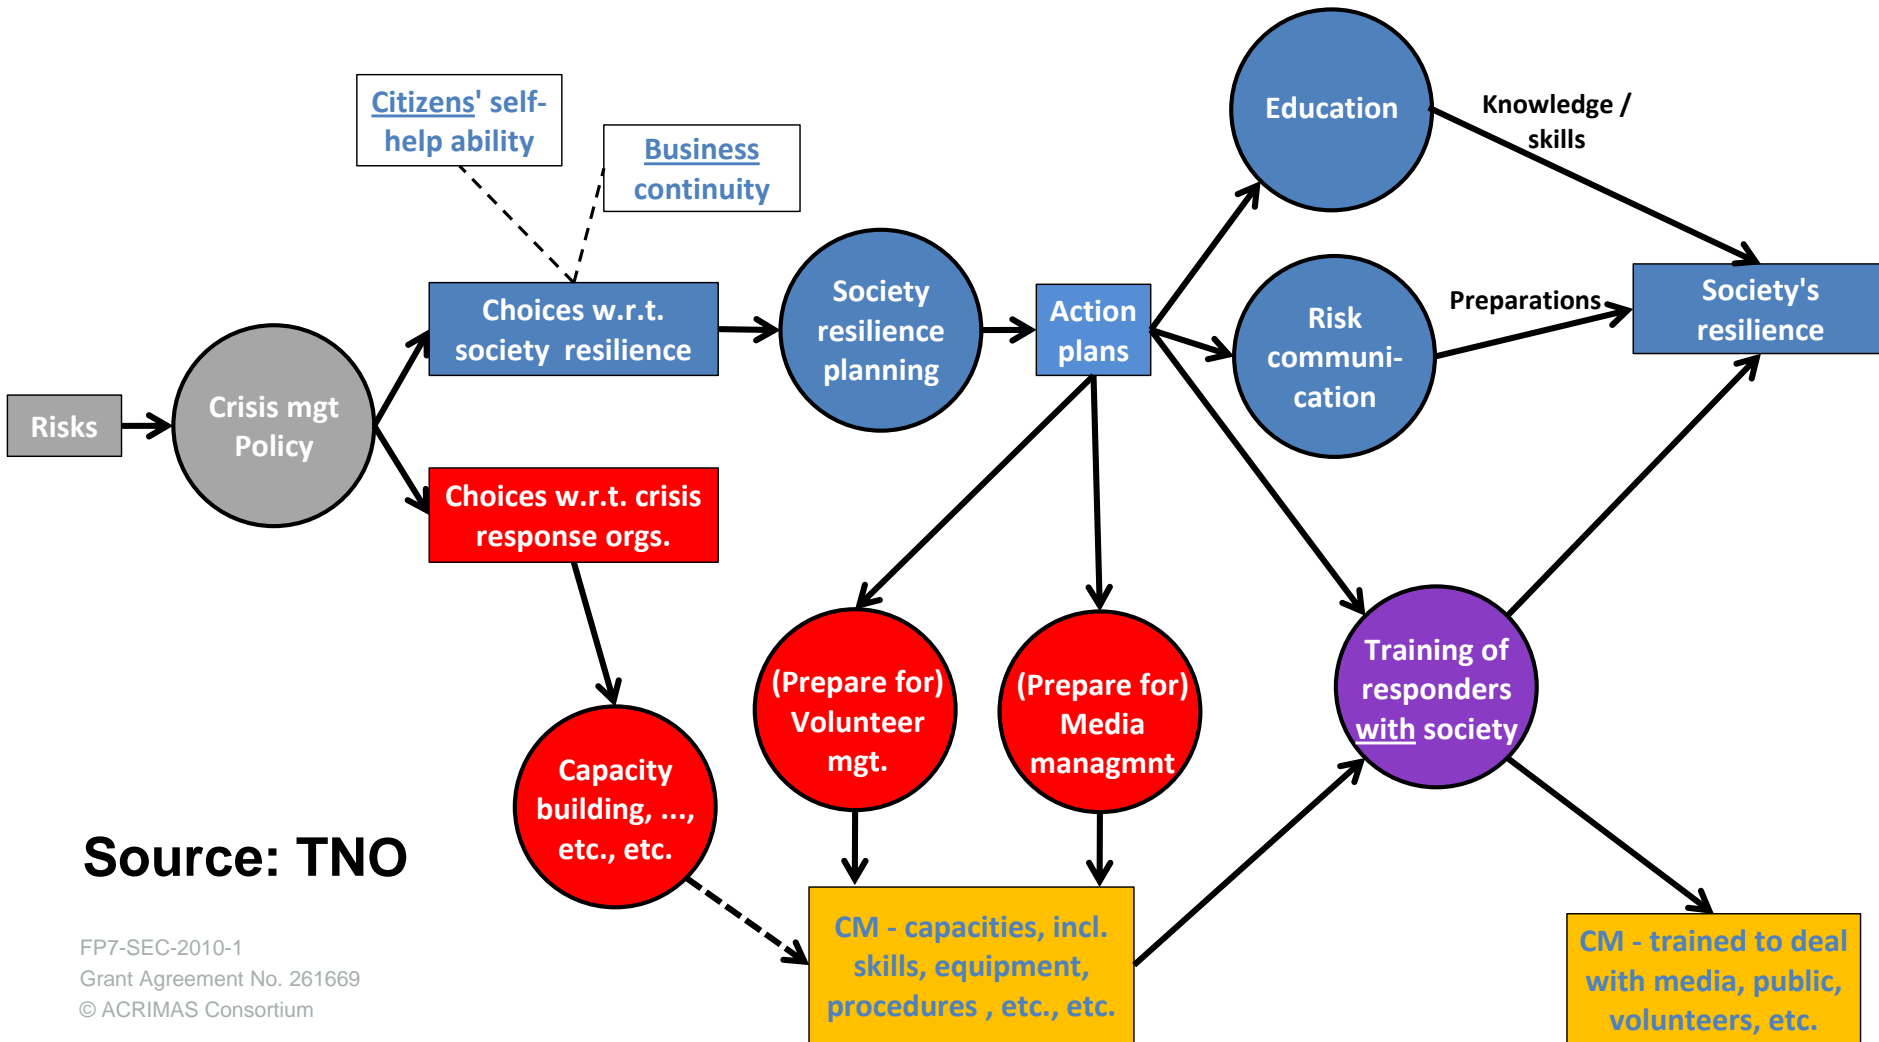 Citizens' self-
help ability
Business
continuity
Education
Knowledge /
skills
Choices w.r.t.
society resilience
Society
resilience
planning
Action
plans
Risk
communi-
cation
Preparations
Society's
resilience
Risks
Crisis mgt
Policy
Choices w.r.t. crisis
response orgs.
(Prepare for)
Volunteer
mgt.
(Prepare for)
Media
managmnt
Training of
responders
with society
Capacity
building, ...,
etc., etc.
Source: TNO
CM - capacities, incl.
skills, equipment,
procedures , etc., etc.
CM - trained to deal
with media, public,
volunteers, etc.
FP7-SEC-2010-1
Grant Agreement No. 261669
© ACRIMAS Consortium